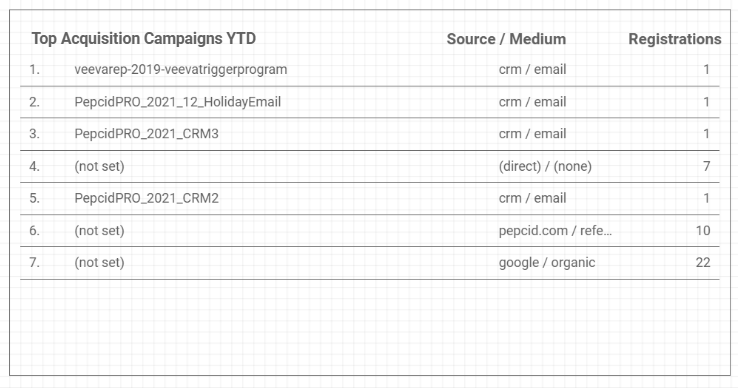 Top Acquisition Campaigns YTD Source / Medium Registrations
1. veevarep-2019-veevatriggerprogram crm / email 1
2. PepcidPRO_2021_12_HolidayEmail crm / email 1
3. PepcidPRO_2021_CRM3 crm / email 1
4. (not set) (direct) / (none) 7
5. PepcidPRO_2021_CRM2 crm / email 1
6. (not set) pepcid.com / refe... 10
7. (not set) google / organic 22